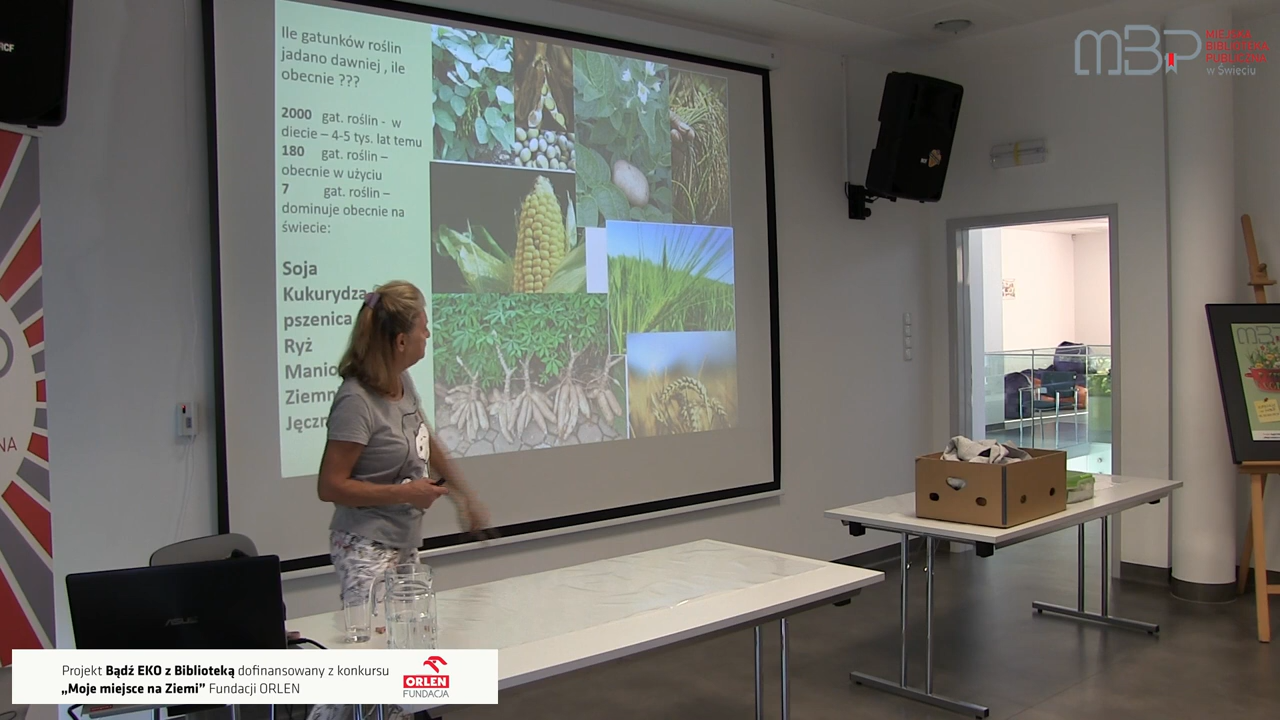 Ile gatunków roślin
jadano dawniej , ile
obecnie ???
2000 gat. roślin - w
diecie – 4-5 tys. lat temu
180 gat. roślin –
obecnie w użyciu
7 gat. roślin –
dominuje obecnie na
świecie:
Soja
Kukurydza
pszenica
Ryż
MBP
MIEJSKA
BIBLIOTEKA
PUBLICZNA
w Świeciu
ASUS
Projekt Bądź EKO z Biblioteką dofinansowany z konkursu
„Moje miejsce na Ziemi” Fundacji ORLEN
ORLEN
FUNDACJA